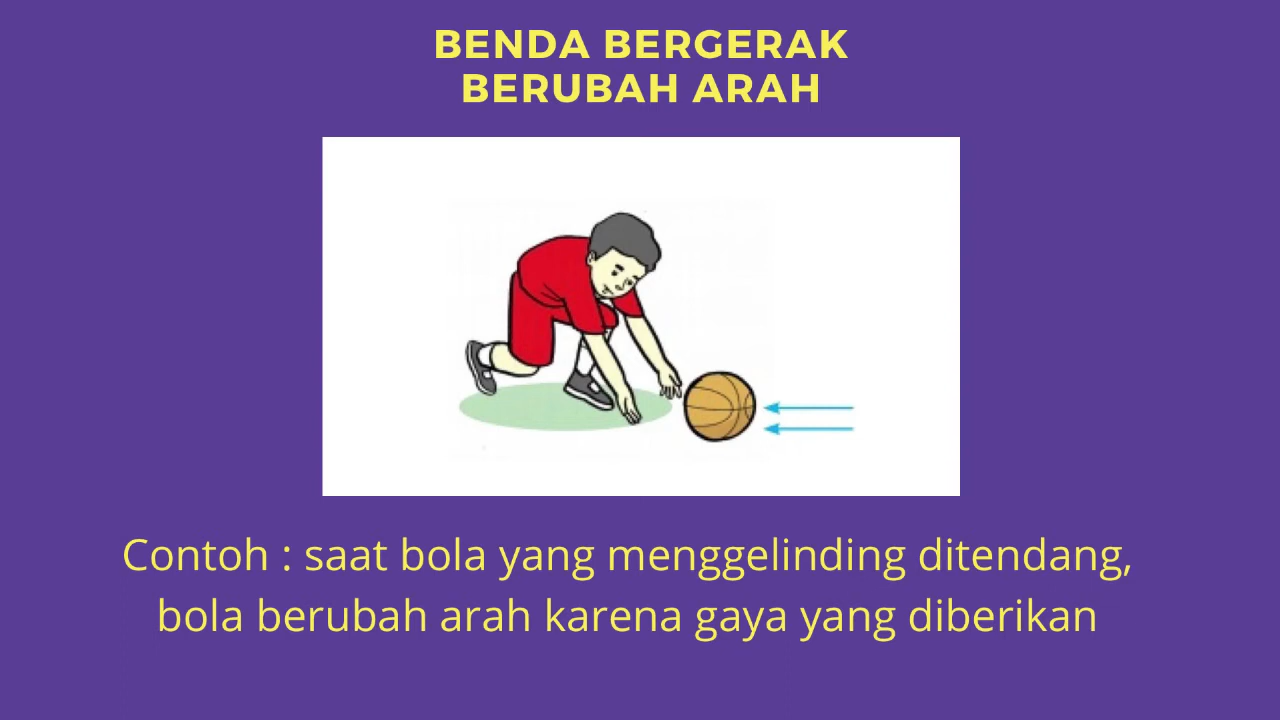 BENDA BERGERAK
BERUBAH ARAH
Contoh : saat bola yang menggelinding ditendang,
bola berubah arah karena gaya yang diberikan